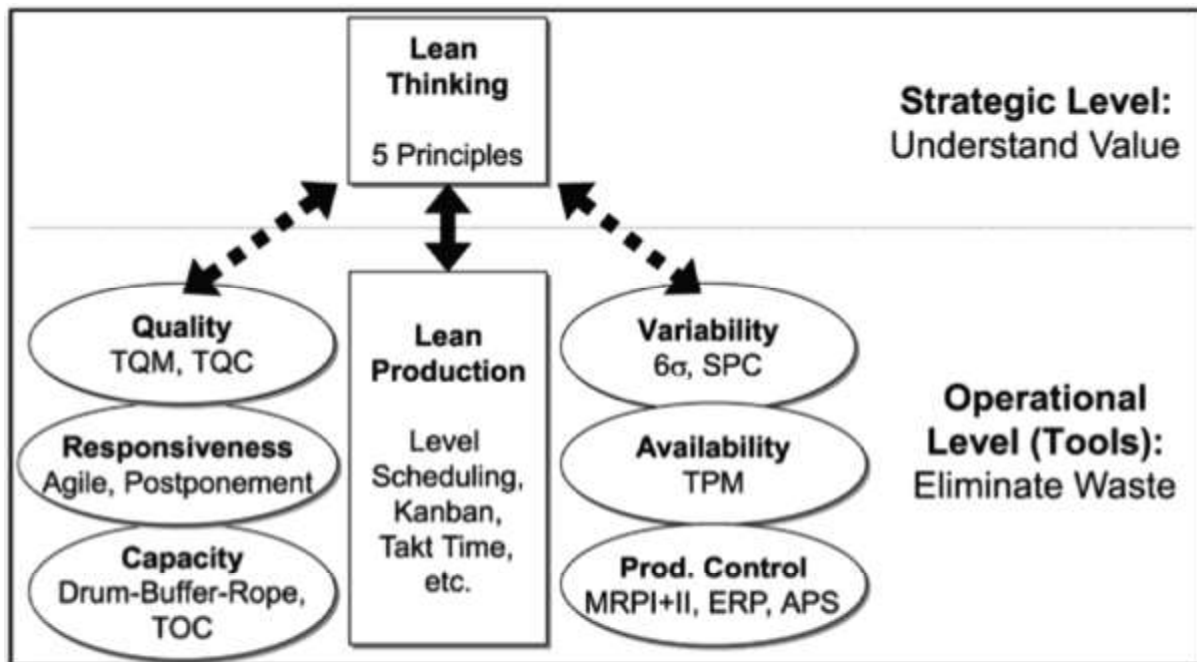 Lean
Thinking
5 Principles
Strategic Level:
Understand Value
Quality
TQM, TQC
Responsiveness
Agile, Postponement
Capacity
Drum-Buffer-Rope,
TOC
Lean
Production
Level
Scheduling,
Kanban,
Takt Time,
etc.
Variability
6σ, SPC
Availability
TPM
Prod. Control
MRPI+II, ERP, APS
Operational
Level (Tools):
Eliminate Waste